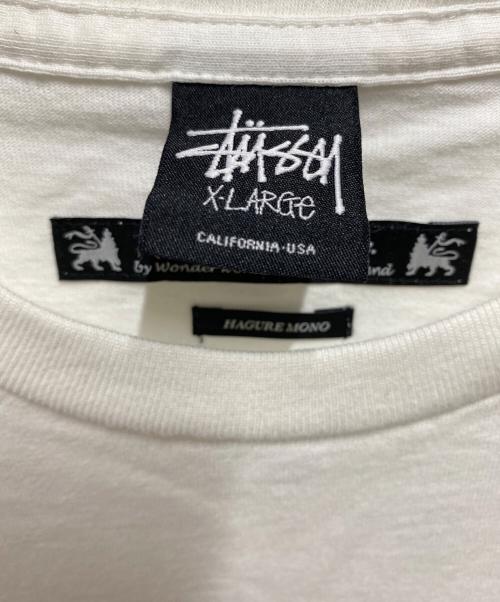 Stüssy
X-LARGE
CALIFORNIA·USA
by Wonder
HAGURE MONO